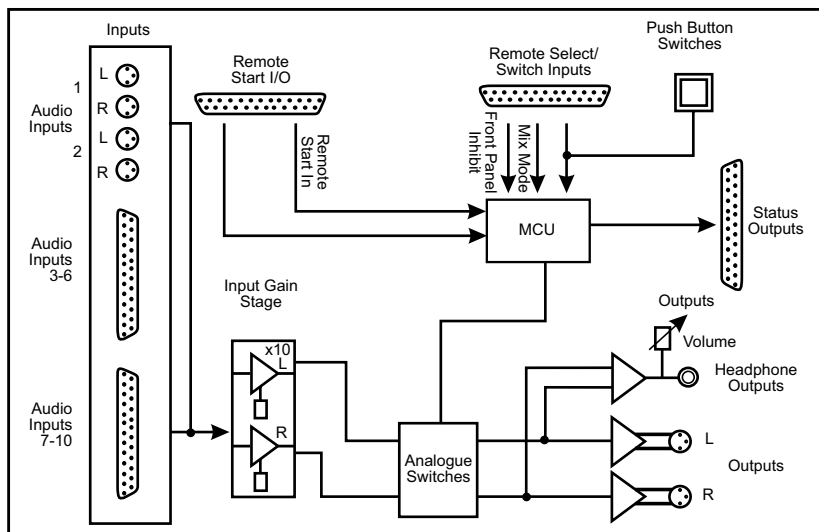 Inputs
1
L
R
Audio
Inputs
2
L
R
Audio
Inputs
3-6
Audio
Inputs
7-10
Remote
Start I/O
Remote
Start In
Remote Select/
Switch Inputs
Front Panel
Inhibit
Mix Mode
Push Button
Switches
MCU
Status
Outputs
Input Gain
Stage
x10
L
R
Analogue
Switches
Outputs
Volume
Headphone
Outputs
L
Outputs
R